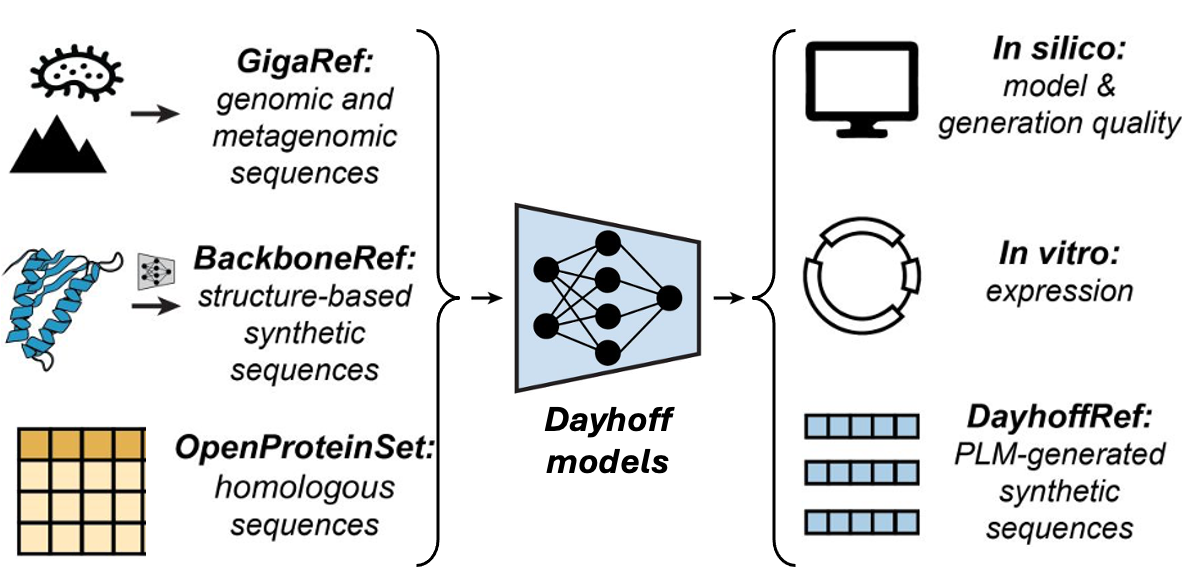 GigaRef:
genomic and
metagenomic
sequences
BackboneRef:
structure-based
synthetic
sequences
OpenProteinSet:
homologous
sequences
Dayhoff
models
In silico:
model &
generation quality
In vitro:
expression
DayhoffRef:
PLM-generated
synthetic
sequences